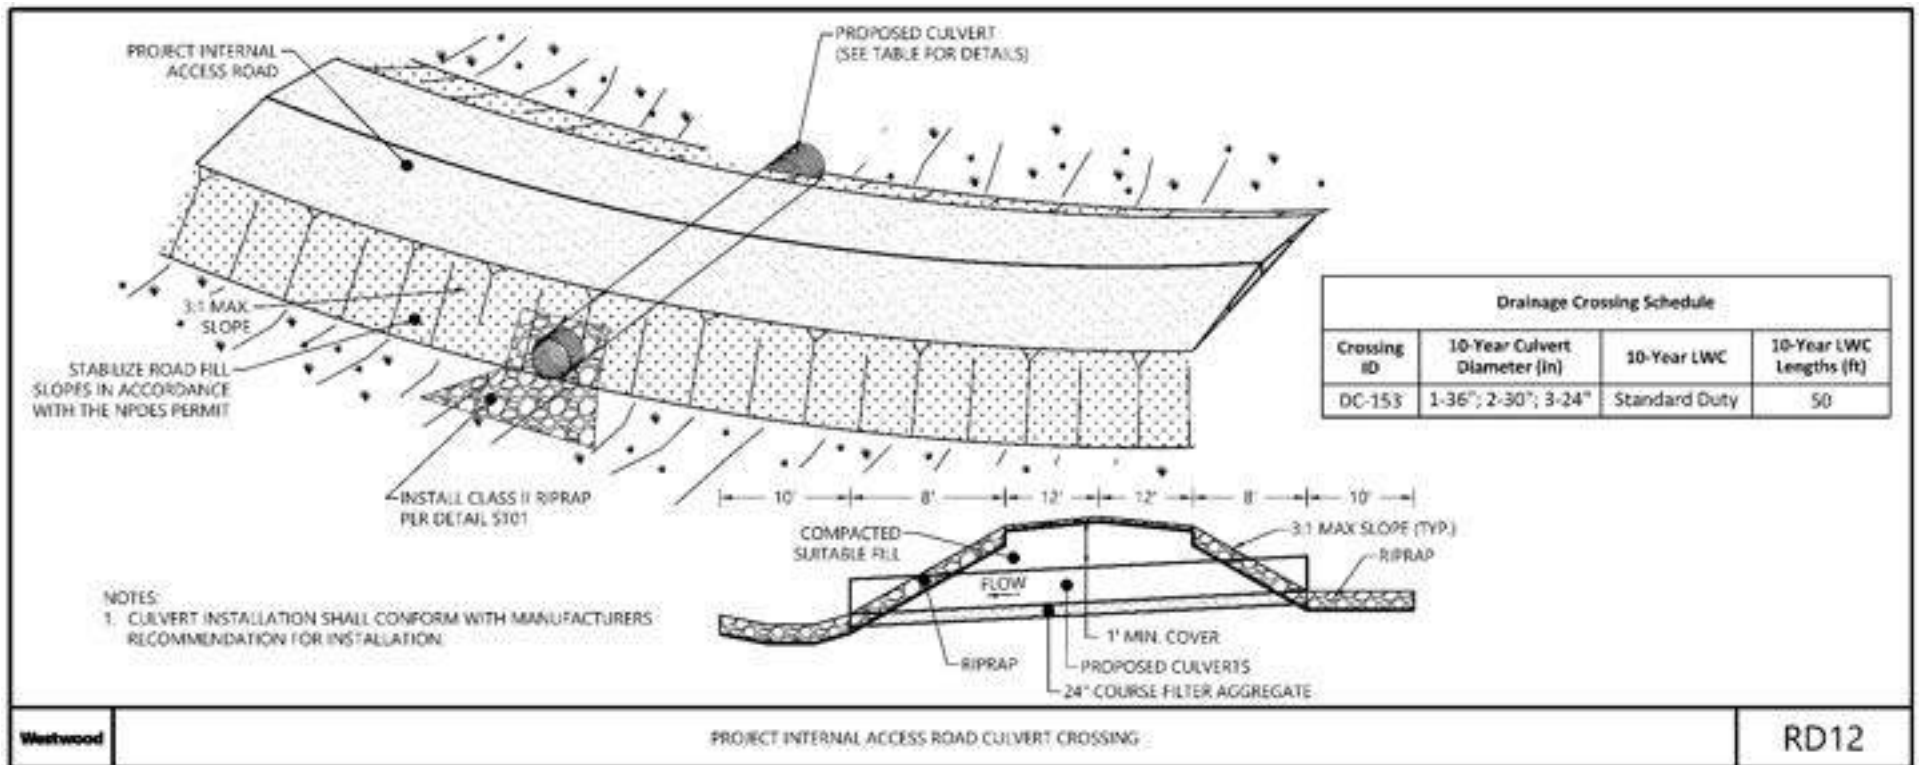 PROJECT INTERNAL
ACCESS ROAD
PROPOSED CULVERT
(SEE TABLE FOR DETAILS)
3:1 MAX
SLOPE
STABILIZE ROAD FILL
SLOPES IN ACCORDANCE
WITH THE NPDES PERMIT
INSTALL CLASS II RIPRAP
PER DETAIL ST01
Drainage Crossing Schedule
Crossing ID 10-Year Culvert Diameter (in) 10-Year LWC 10-Year LWC Lengths (ft)
DC-153 1-36"; 2-30"; 3-24" Standard Duty 50
10' 8' 12' 12' 8' 10'
COMPACTED
SUITABLE FILL
3:1 MAX SLOPE (TYP.)
RIPRAP
FLOW
1' MIN. COVER
RIPRAP
PROPOSED CULVERTS
24" COURSE FILTER AGGREGATE
NOTES:
1. CULVERT INSTALLATION SHALL CONFORM WITH MANUFACTURERS
RECOMMENDATION FOR INSTALLATION.
Westwood
PROJECT INTERNAL ACCESS ROAD CULVERT CROSSING
RD12